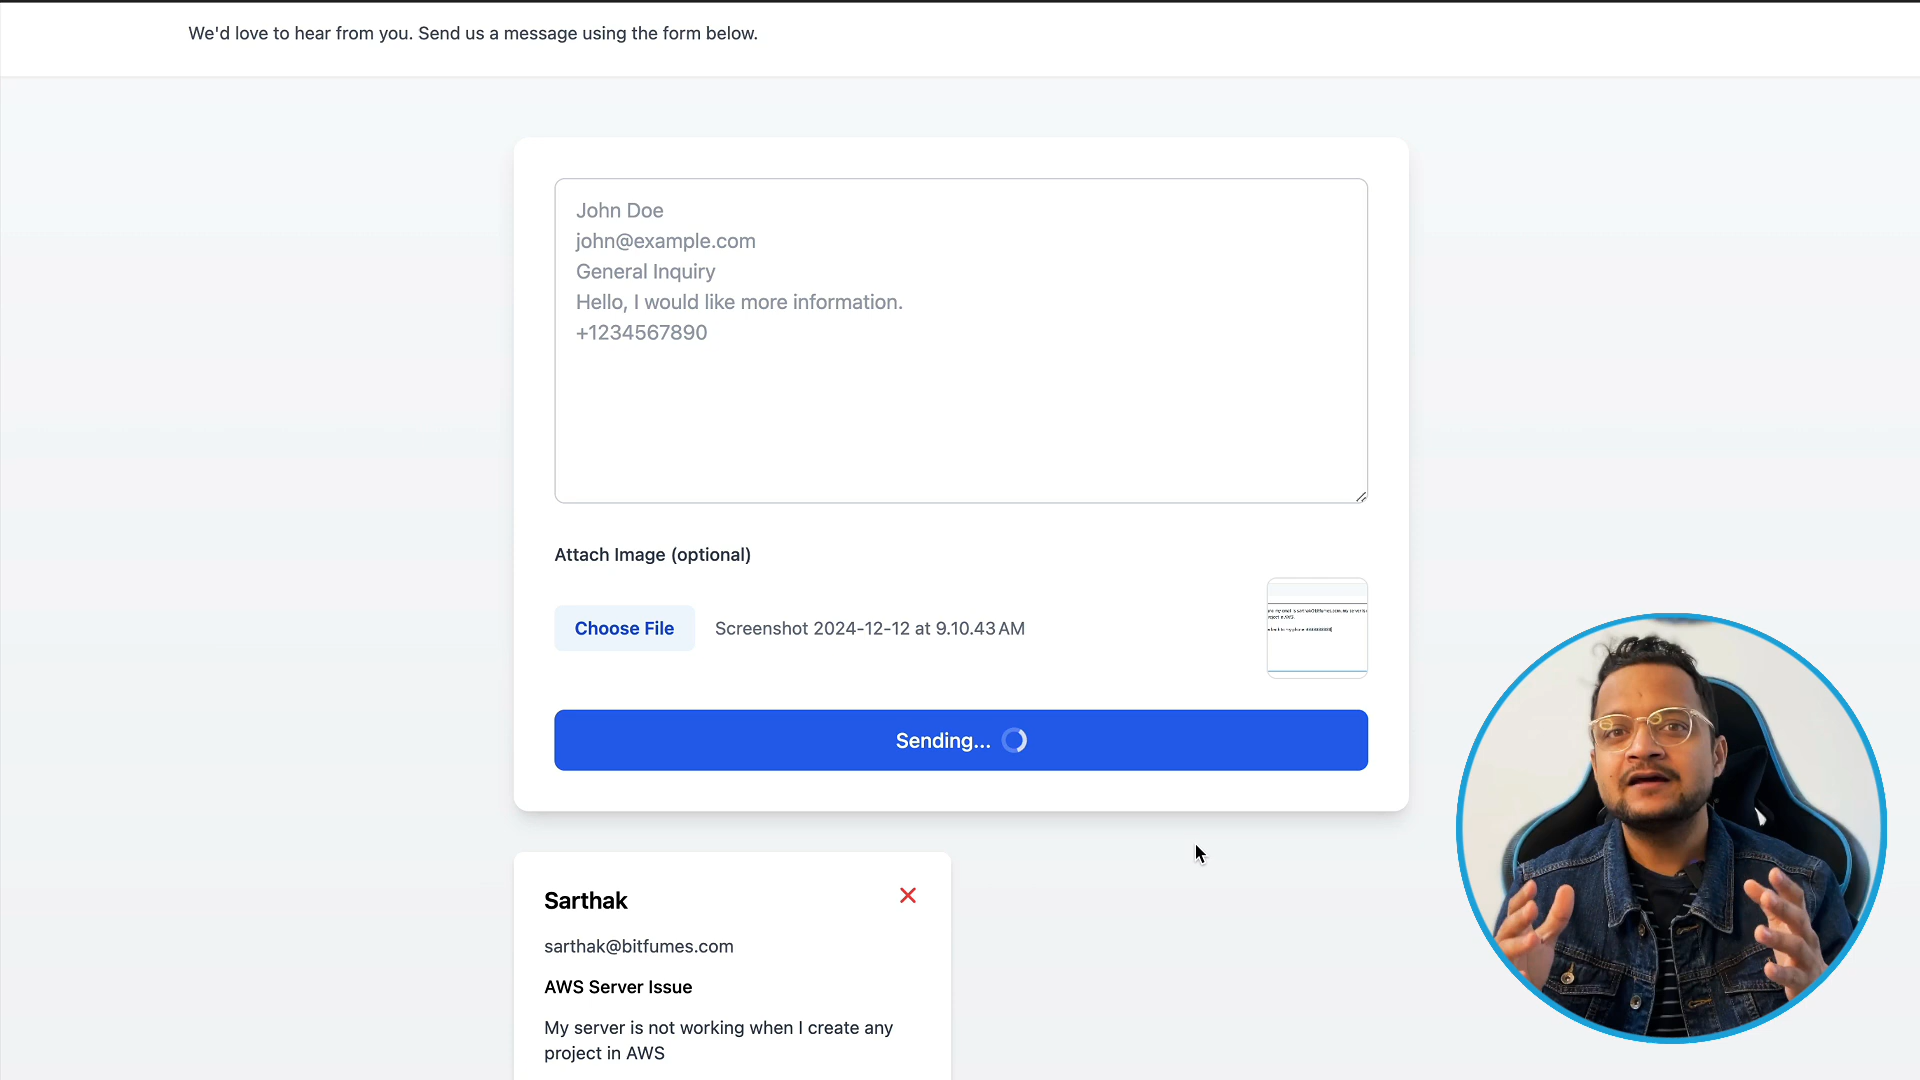 We'd love to hear from you. Send us a message using the form below.
John Doe
john@example.com
General Inquiry
Hello, I would like more information.
+1234567890
Attach Image (optional)
Choose File
Screenshot 2024-12-12 at 9.10.43 AM
Sending...
Sarthak
sarthak@bitfumes.com
AWS Server Issue
My server is not working when I create any
project in AWS